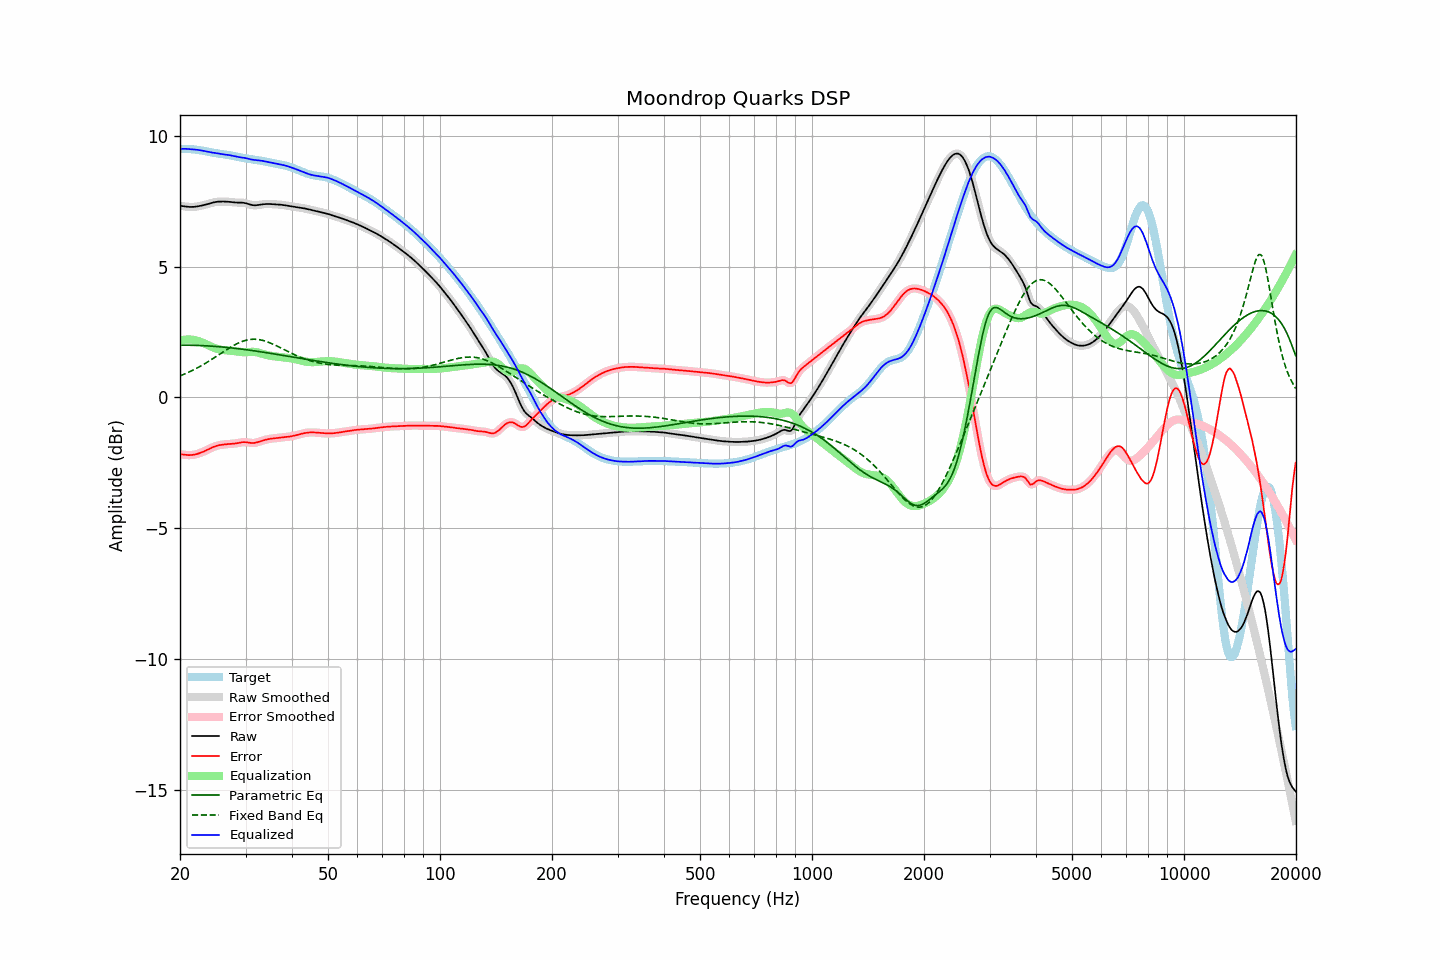 Moondrop Quarks DSP
Amplitude (dBr)
10
5
0
−5
−10
−15
Target
Raw Smoothed
Error Smoothed
Raw
Error
Equalization
Parametric Eq
Fixed Band Eq
Equalized
20 50 100 200 500 1000 2000 5000 10000 20000
Frequency (Hz)